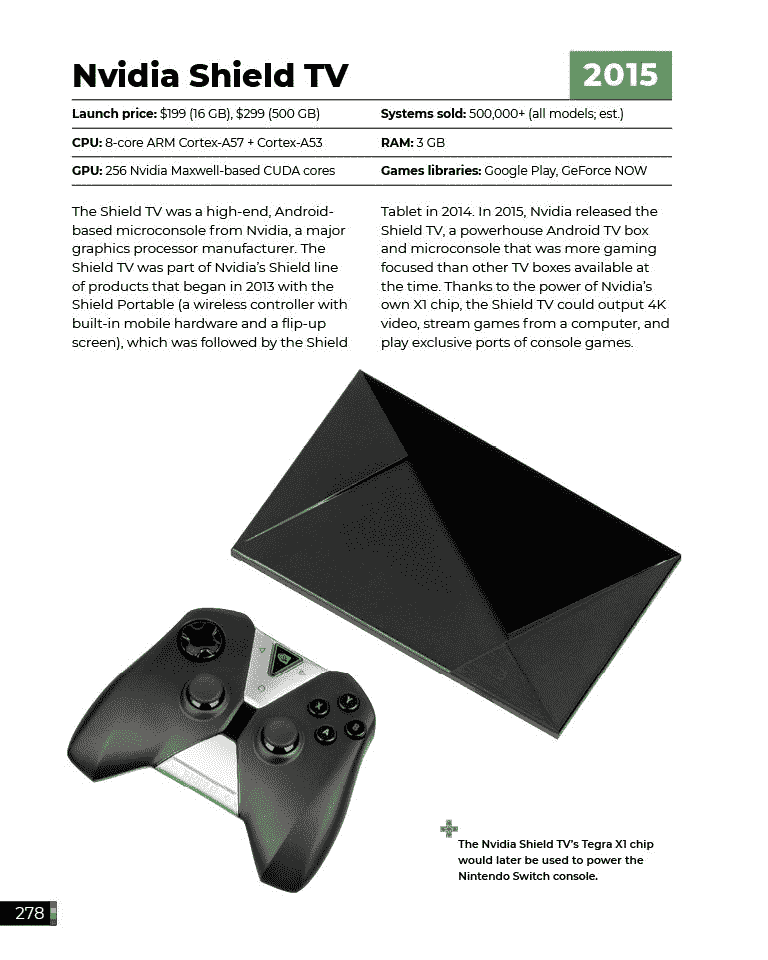 Nvidia Shield TV
2015
Launch price: $199 (16 GB), $299 (500 GB)
Systems sold: 500,000+ (all models; est.)
CPU: 8-core ARM Cortex-A57 + Cortex-A53
RAM: 3 GB
GPU: 256 Nvidia Maxwell-based CUDA cores
Games libraries: Google Play, GeForce NOW
The Shield TV was a high-end, Android-
based microconsole from Nvidia, a major
graphics processor manufacturer. The
Shield TV was part of Nvidia’s Shield line
of products that began in 2013 with the
Shield Portable (a wireless controller with
built-in mobile hardware and a flip-up
screen), which was followed by the Shield
Tablet in 2014. In 2015, Nvidia released the
Shield TV, a powerhouse Android TV box
and microconsole that was more gaming
focused than other TV boxes available at
the time. Thanks to the power of Nvidia’s
own X1 chip, the Shield TV could output 4K
video, stream games from a computer, and
play exclusive ports of console games.
X
Y
A
B
The Nvidia Shield TV’s Tegra X1 chip
would later be used to power the
Nintendo Switch console.
278